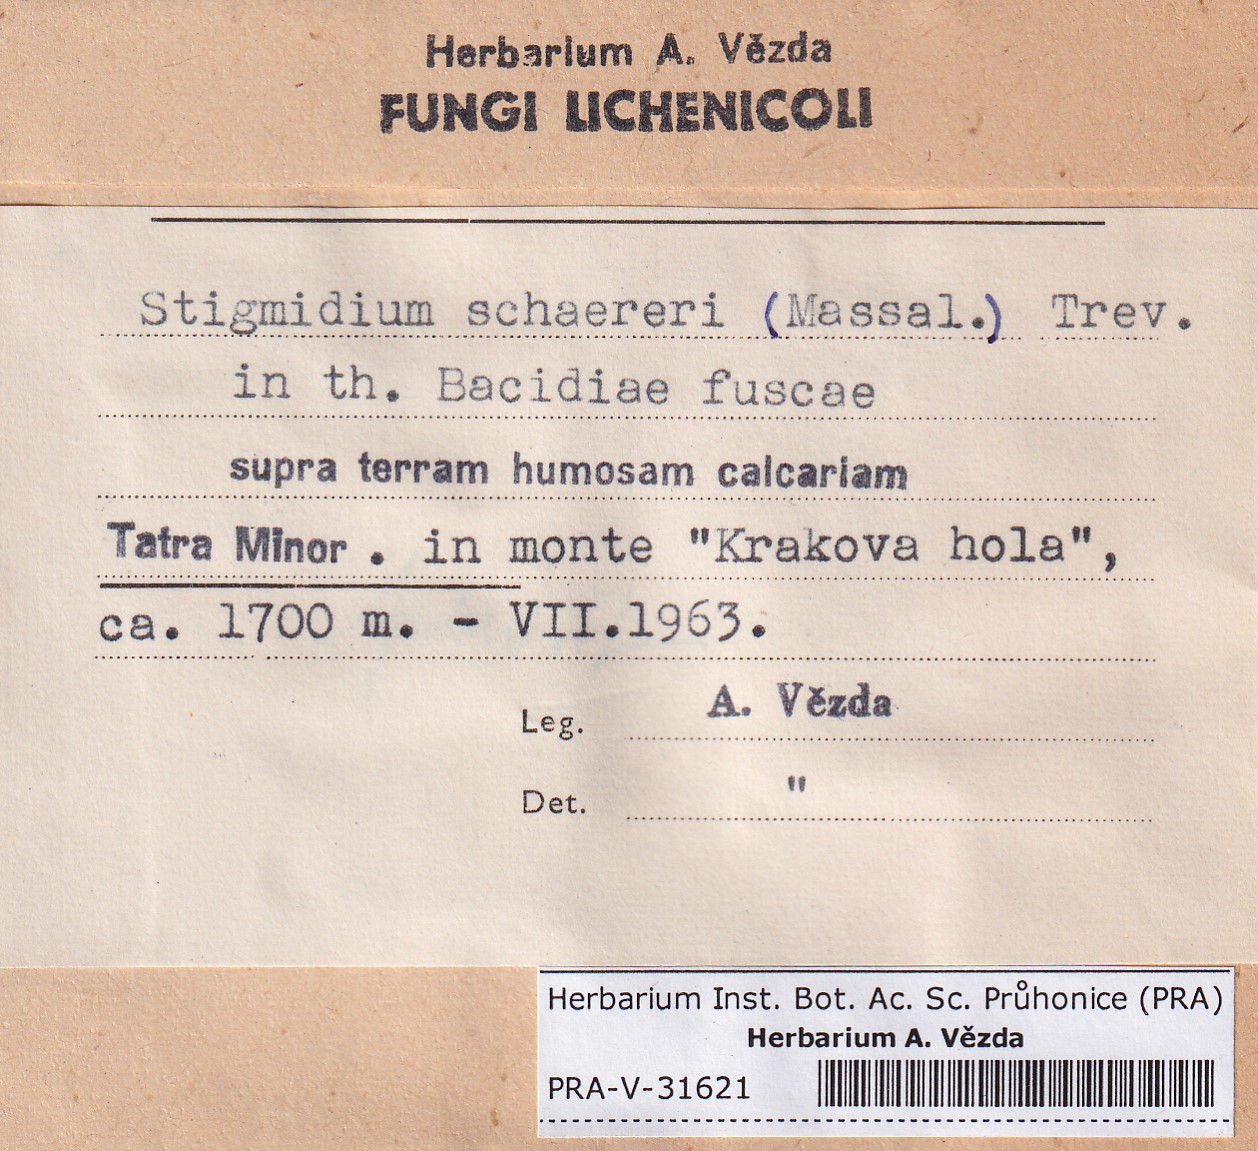 Herbarium A. Vězda
FUNGI LICHENICOLI
Stigmidium schaereri (Massal.) Trev.
in th. Bacidiae fuscae
supra terram humosam calcariam
Tatra Minor . in monte "Krakova hola",
ca. 1700 m. - VII.1963.
Leg. A. Vězda
Det. "
Herbarium Inst. Bot. Ac. Sc. Průhonice (PRA)
Herbarium A. Vězda
PRA-V-31621